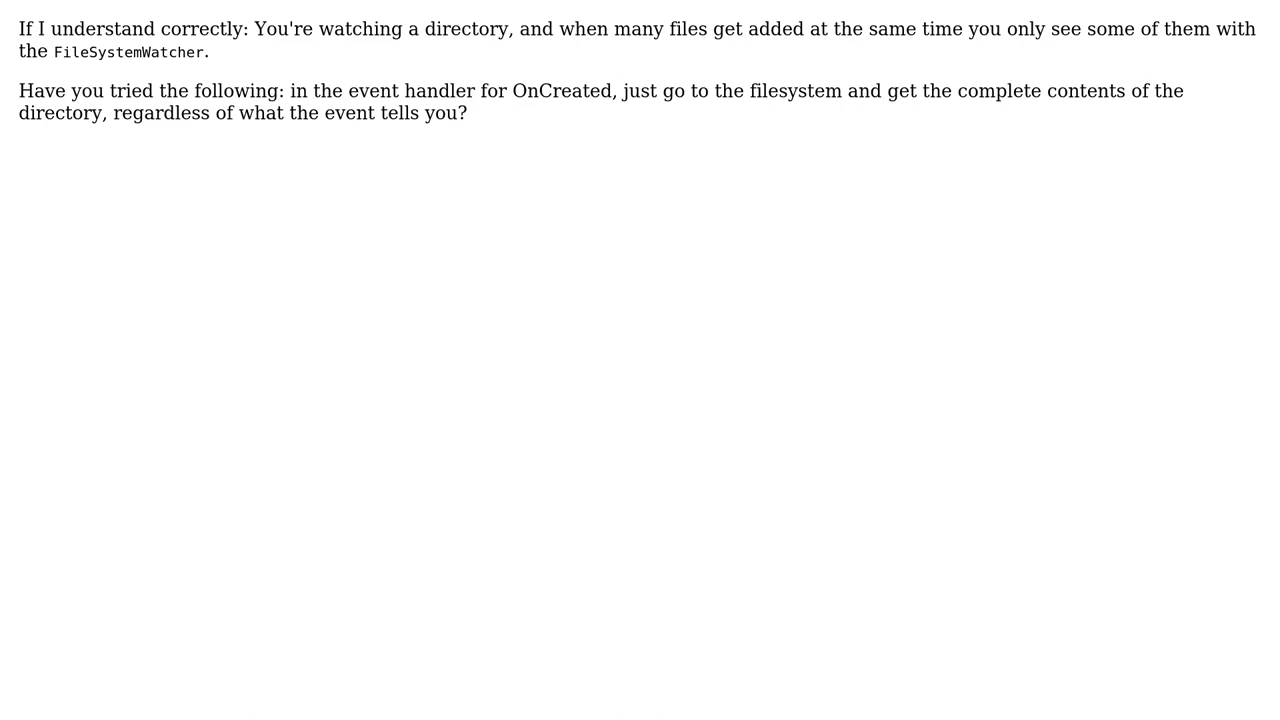 If I understand correctly: You're watching a directory, and when many files get added at the same time you only see some of them with
the FileSystemWatcher.
Have you tried the following: in the event handler for OnCreated, just go to the filesystem and get the complete contents of the
directory, regardless of what the event tells you?